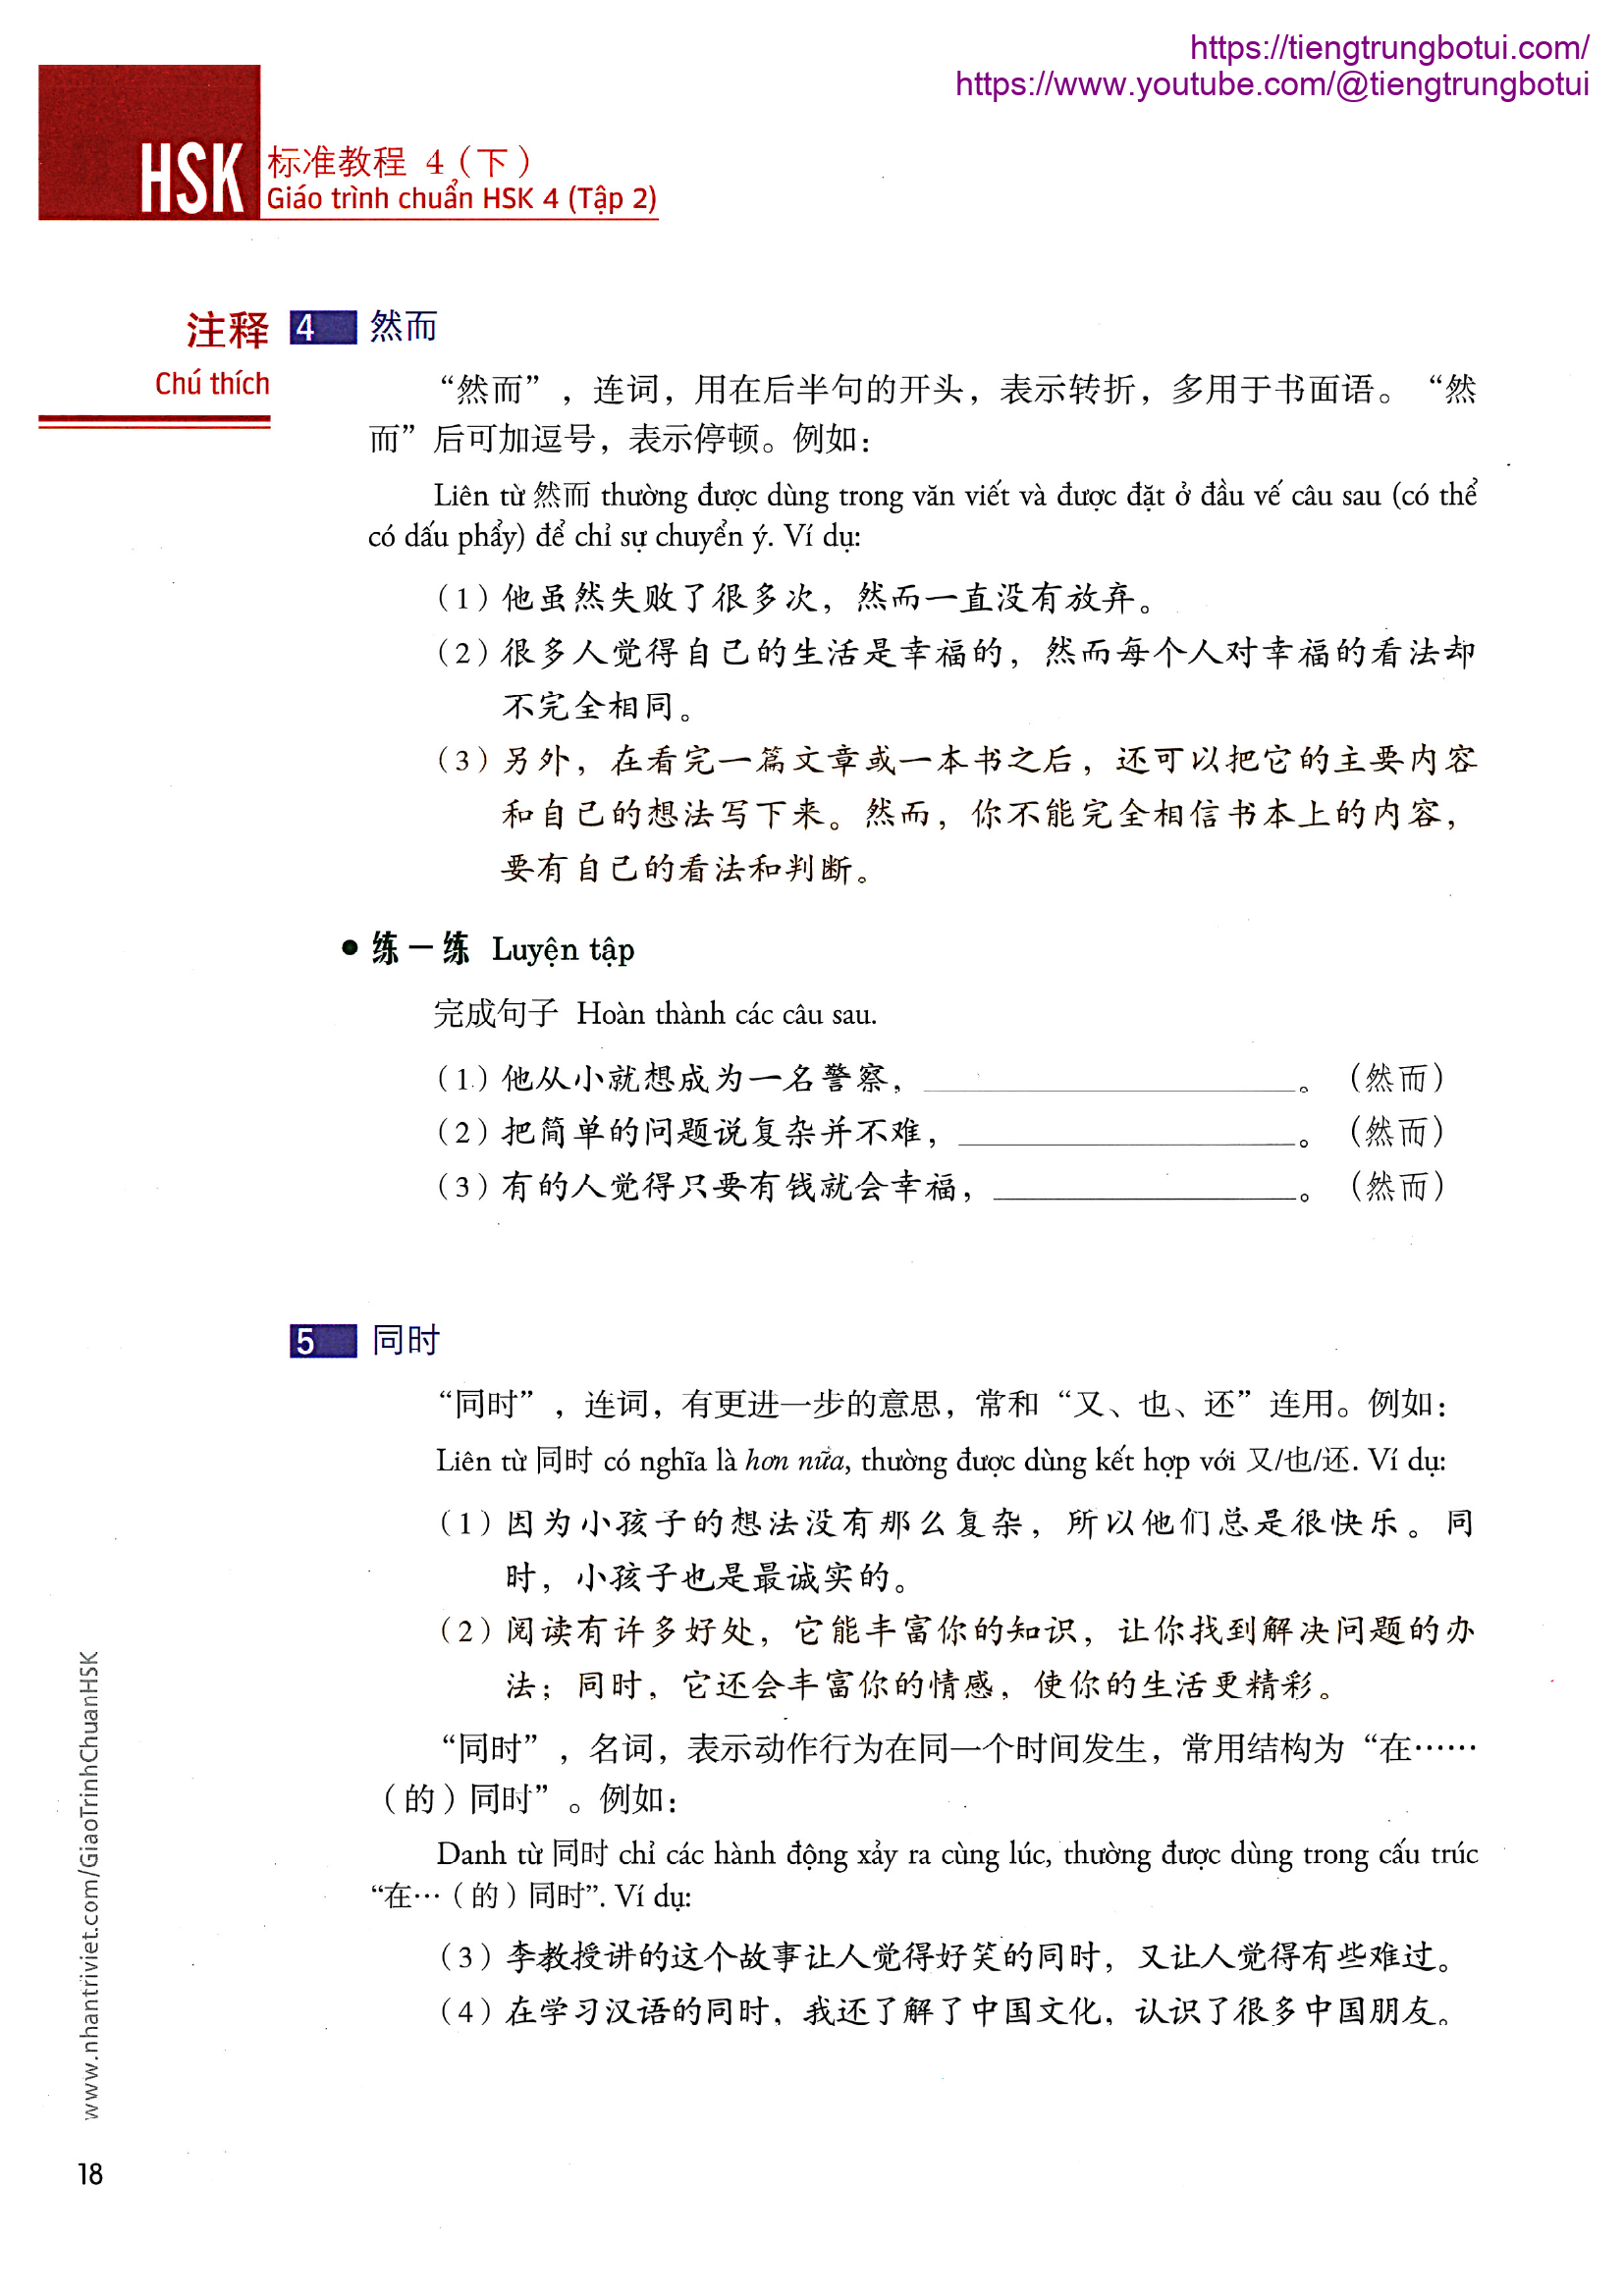 https://tiengtrungbotui.com/
https://www.youtube.com/@tiengtrungbotui
HSK 标准教程 4（下）
Giáo trình chuẩn HSK 4 (Tập 2)
注释
Chú thích
4 然而
“然而”，连词，用在后半句的开头，表示转折，多用于书面语。“然
而”后可加逗号，表示停顿。例如：
Liên từ 然而 thường được dùng trong văn viết và được đặt ở đầu vế câu sau (có thể
có dấu phẩy) để chỉ sự chuyển ý. Ví dụ:
（1）他虽然失败了很多次，然而一直没有放弃。
（2）很多人觉得自己的生活是幸福的，然而每个人对幸福的看法却
不完全相同。
（3）另外，在看完一篇文章或一本书之后，还可以把它的主要内容
和自己的想法写下来。然而，你不能完全相信书本上的内容，
要有自己的看法和判断。
● 练一练 Luyện tập
完成句子 Hoàn thành các câu sau.
（1）他从小就想成为一名警察，____________________。（然而）
（2）把简单的问题说复杂并不难，__________________。（然而）
（3）有的人觉得只要有钱就会幸福，________________。（然而）
5 同时
“同时”，连词，有更进一步的意思，常和“又、也、还”连用。例如：
Liên từ 同时 có nghĩa là hơn nữa, thường được dùng kết hợp với 又/也/还. Ví dụ:
（1）因为小孩子的想法没有那么复杂，所以他们总是很快乐。同
时，小孩子也是最诚实的。
（2）阅读有许多好处，它能丰富你的知识，让你找到解决问题的办
法；同时，它还会丰富你的情感，使你的生活更精彩。
“同时”，名词，表示动作行为在同一个时间发生，常用结构为“在……
（的）同时”。例如：
Danh từ 同时 chỉ các hành động xảy ra cùng lúc, thường được dùng trong cấu trúc
“在…（的）同时”. Ví dụ:
（3）李教授讲的这个故事让人觉得好笑的同时，又让人觉得有些难过。
（4）在学习汉语的同时，我还了解了中国文化，认识了很多中国朋友。
www.nhantriviet.com/GiaoTrinhChuanHSK
18